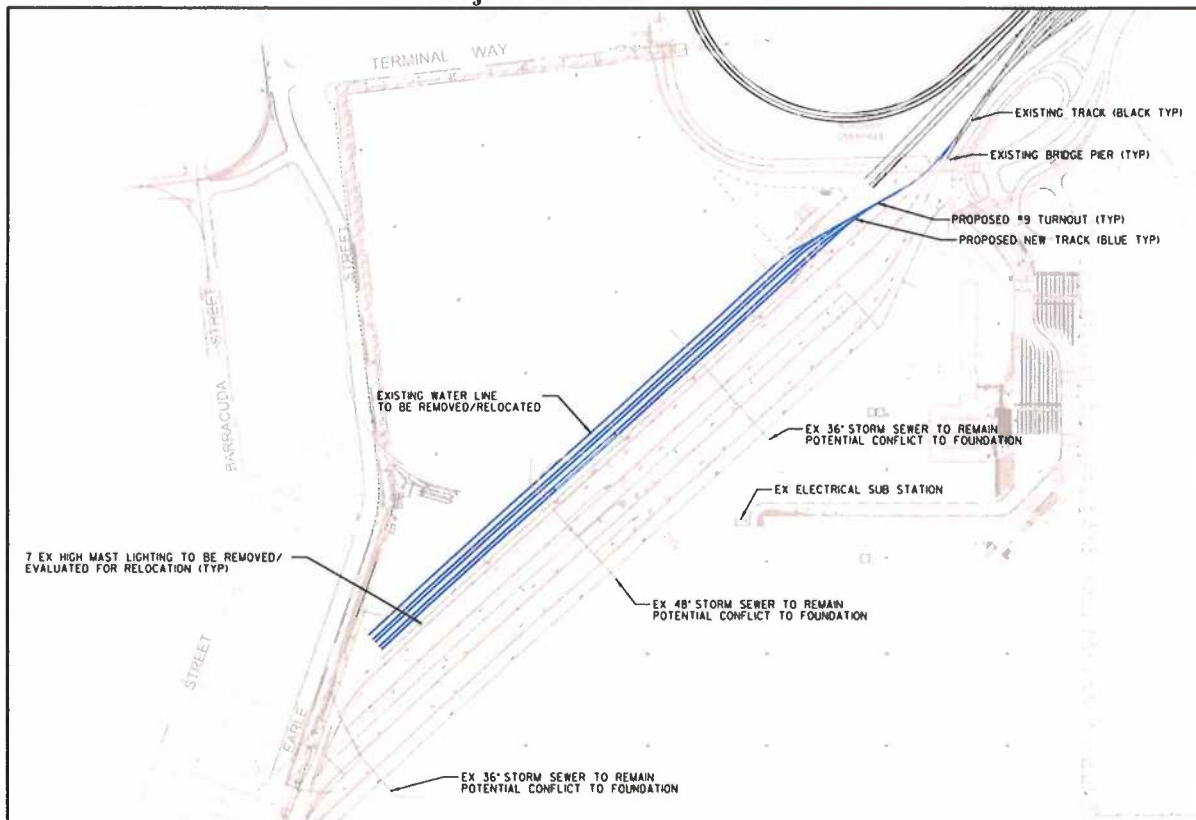 TERMINAL WAY
EXISTING TRACK (BLACK TYP)
EXISTING BRIDGE PIER (TYP)
PROPOSED #9 TURNOUT (TYP)
PROPOSED NEW TRACK (BLUE TYP)
STREET
STREET
BARRACUDA
EXISTING WATER LINE
TO BE REMOVED/RELOCATED
EX 36" STORM SEWER TO REMAIN
POTENTIAL CONFLICT TO FOUNDATION
EX ELECTRICAL SUB STATION
7 EX HIGH MAST LIGHTING TO BE REMOVED/
EVALUATED FOR RELOCATION (TYP)
EX 48" STORM SEWER TO REMAIN
POTENTIAL CONFLICT TO FOUNDATION
STREET
EARLE
EX 36" STORM SEWER TO REMAIN
POTENTIAL CONFLICT TO FOUNDATION